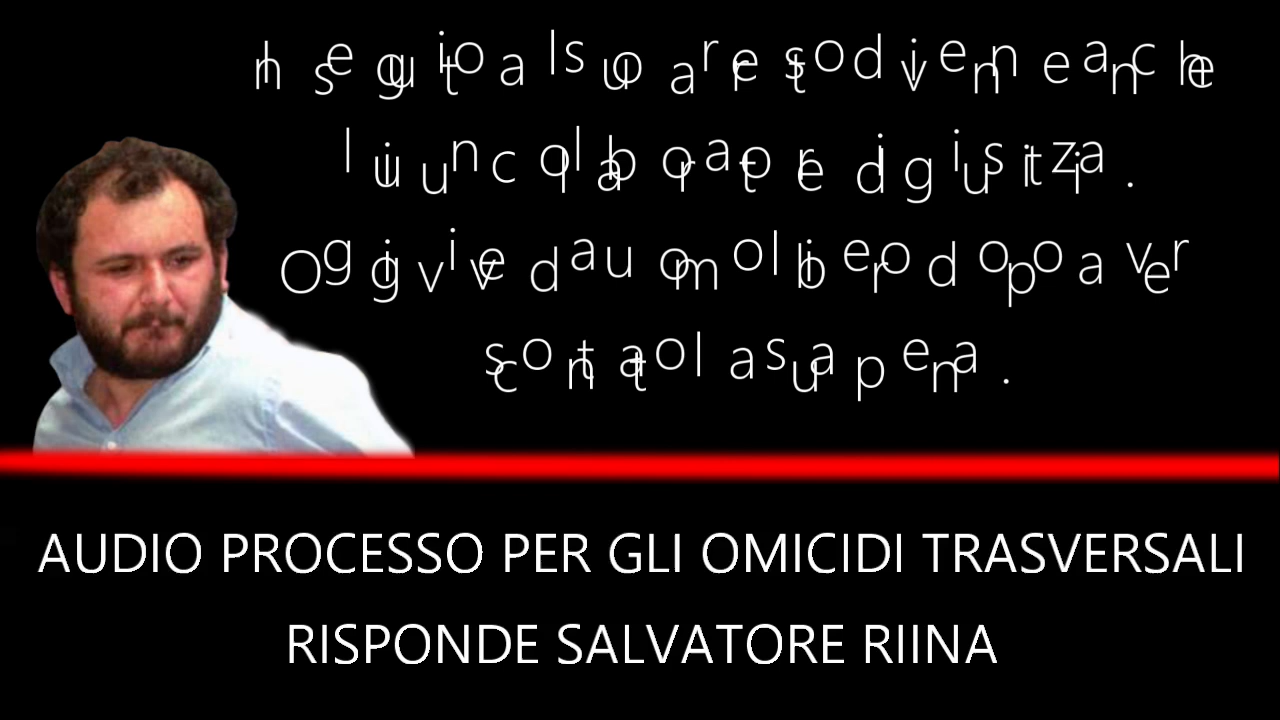 In seguito al suo arresto diviene anche
lui un collaboratore di giustizia.
Oggi vive da uomo libero dopo aver
scontato la sua pena.
AUDIO PROCESSO PER GLI OMICIDI TRASVERSALI
RISPONDE SALVATORE RIINA